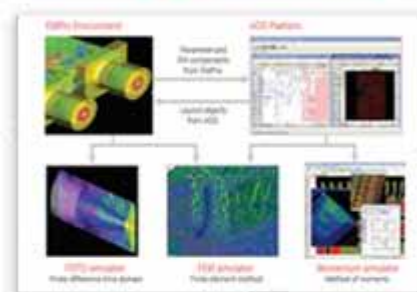 EMPro Environment
ADS Platform
Parameterized
EM components
from EMPro
Layout objects
from ADS
FDTD simulator
Finite difference time domain
FEM simulator
Finite element method
Momentum simulator
Method of moments